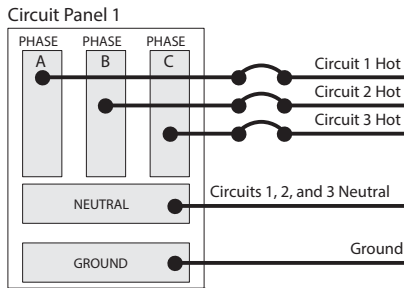 Circuit Panel 1
PHASE PHASE PHASE
A B C
Circuit 1 Hot
Circuit 2 Hot
Circuit 3 Hot
NEUTRAL
Circuits 1, 2, and 3 Neutral
GROUND
Ground